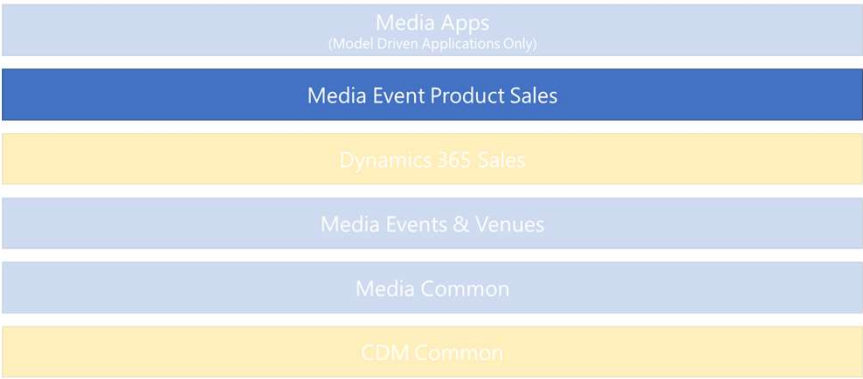 Media Apps
(Model Driven Applications Only)
Media Event Product Sales
Dynamics 365 Sales
Media Events & Venues
Media Common
CDM Common